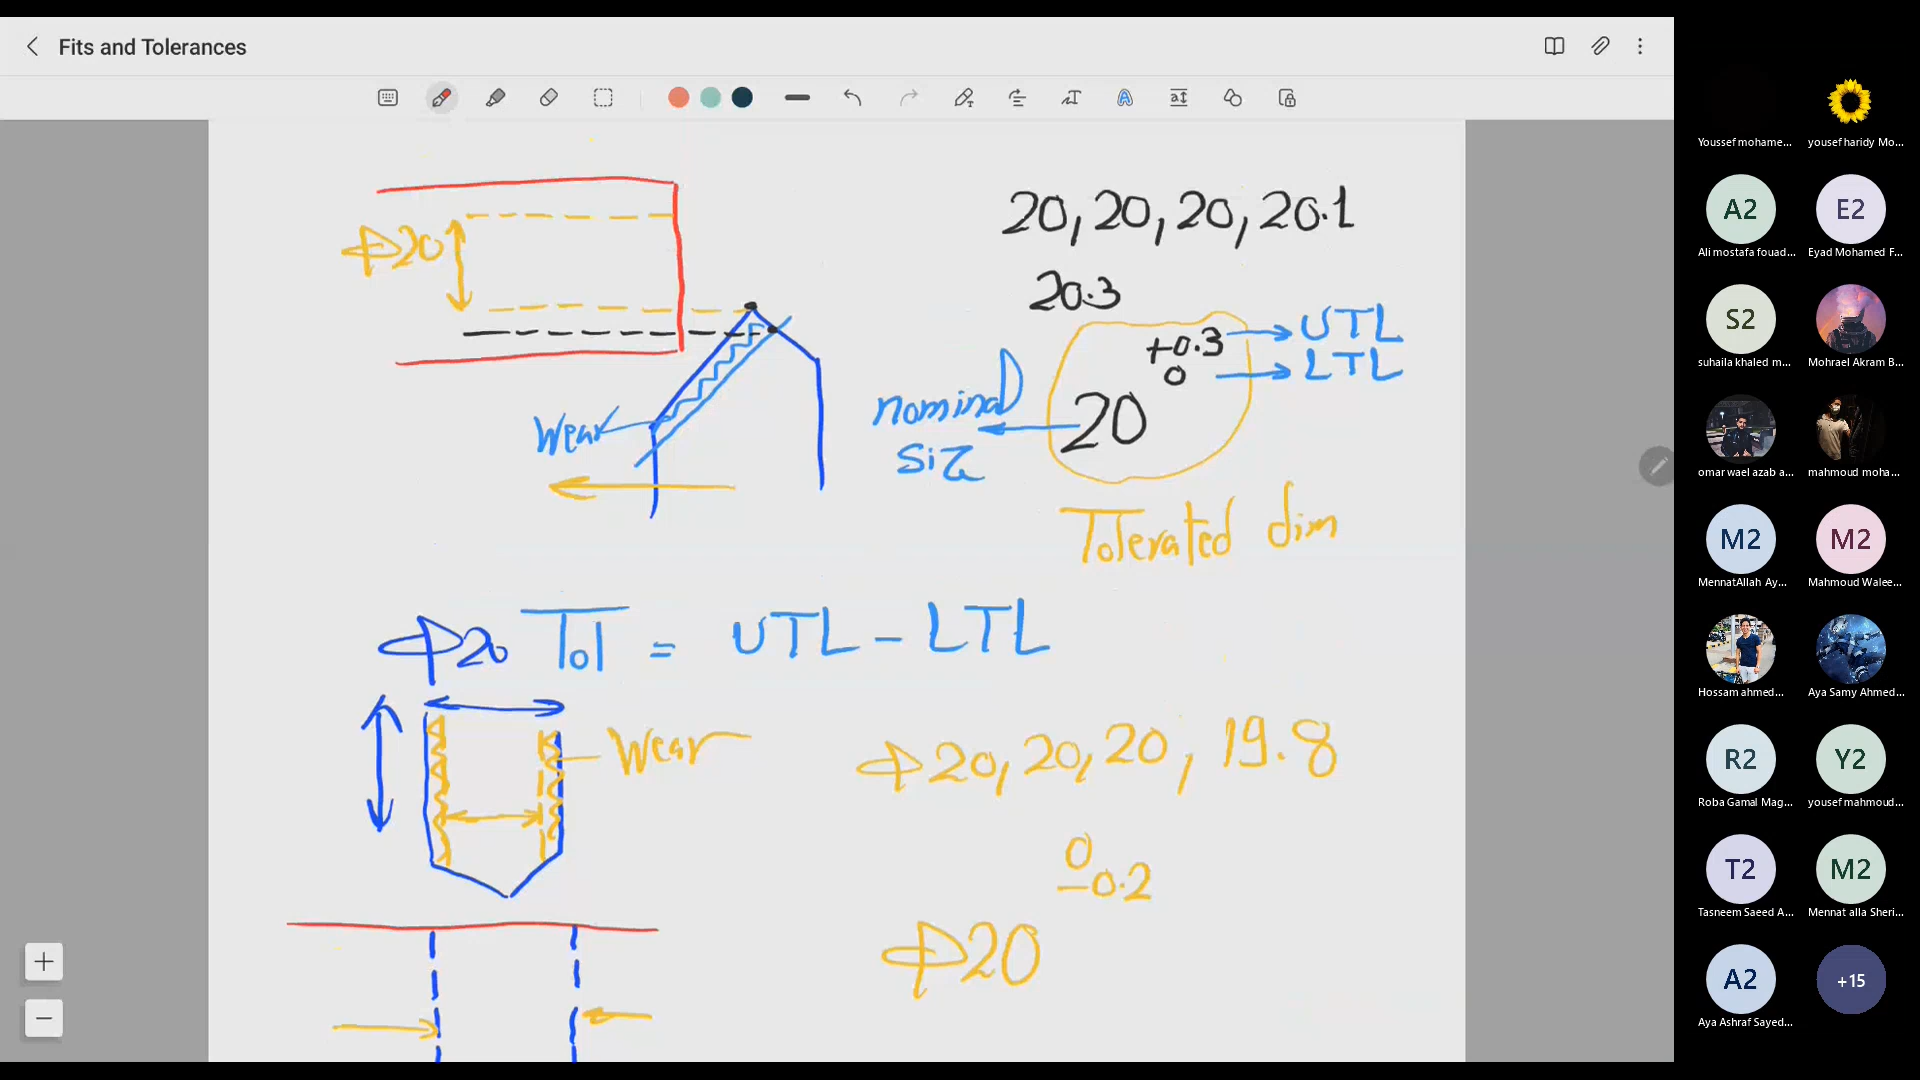 Fits and Tolerances
Φ20
20, 20, 20, 20.1
20.3
+0.3 UTL
0 LTL
20
nominal
size
Wear
Tolerated dim
Φ20
Tol = UTL - LTL
Wear
Φ20, 20, 20, 19.8
0
-0.2
Φ20
Youssef mohame...
yousef haridy Mo...
A2
E2
Ali mostafa fouad...
Eyad Mohamed F...
S2
suhaila khaled m...
Mohrael Akram B...
omar wael azab a...
mahmoud moha...
M2
M2
MennatAllah Ay...
Mahmoud Walee...
Hossam ahmed...
Aya Samy Ahmed...
R2
Y2
Roba Gamal Mag...
yousef mahmoud...
T2
M2
Tasneem Saeed A...
Mennat alla Sheri...
A2
+15
Aya Ashraf Sayed...